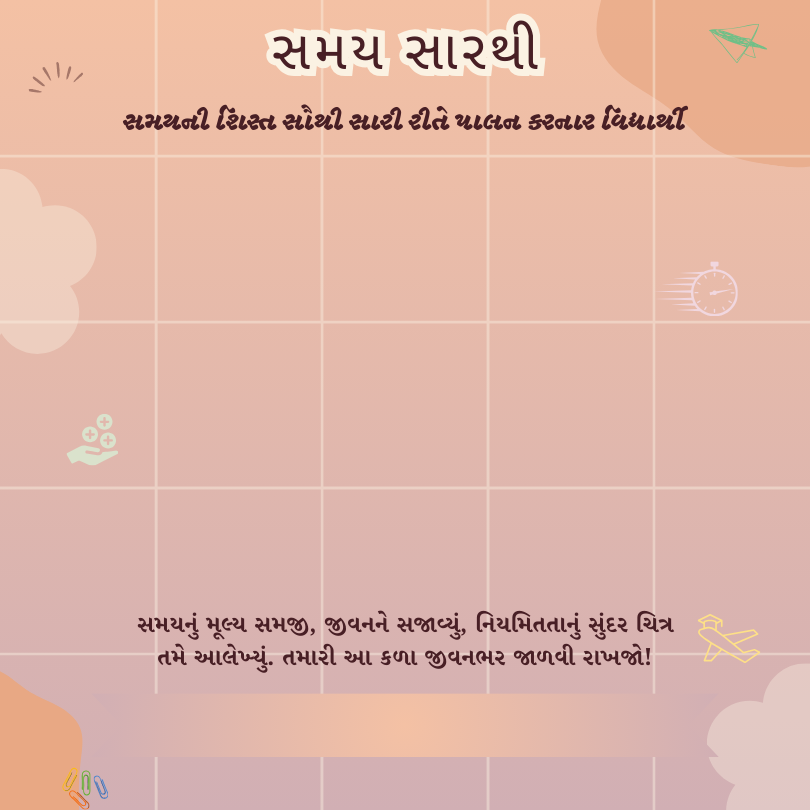 સમય સારથી
સમયની શિસ્ત સૌથી સારી રીતે પાલન કરનાર વિદ્યાર્થી
સમયનું મૂલ્ય સમજી, જીવનને સજાવ્યું, નિયમિતતાનું સુંદર ચિત્ર
તમે આલેખ્યું. તમારી આ કળા જીવનભર જાળવી રાખજો!